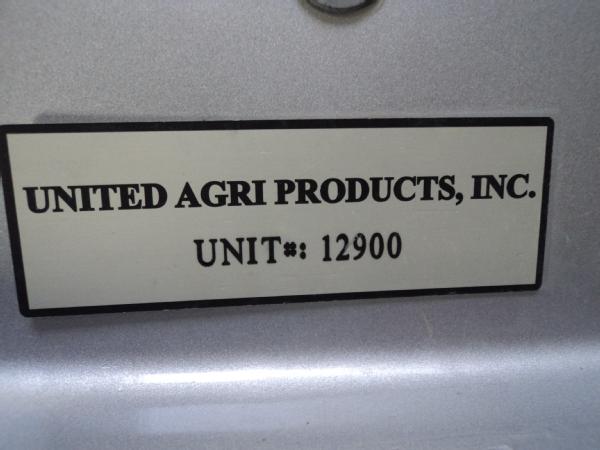 UNITED AGRI PRODUCTS, INC.
UNIT#: 12900